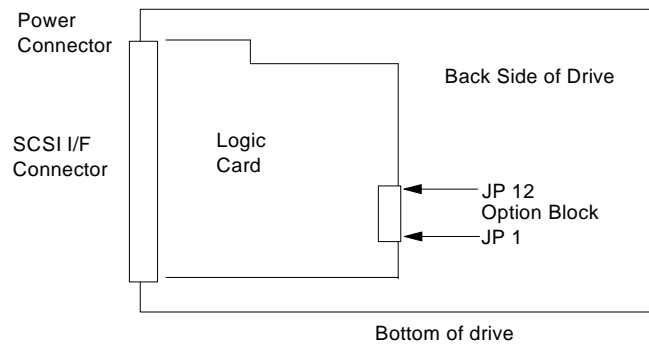 Power
Connector
Back Side of Drive
SCSI I/F
Connector
Logic
Card
JP 12
Option Block
JP 1
Bottom of drive